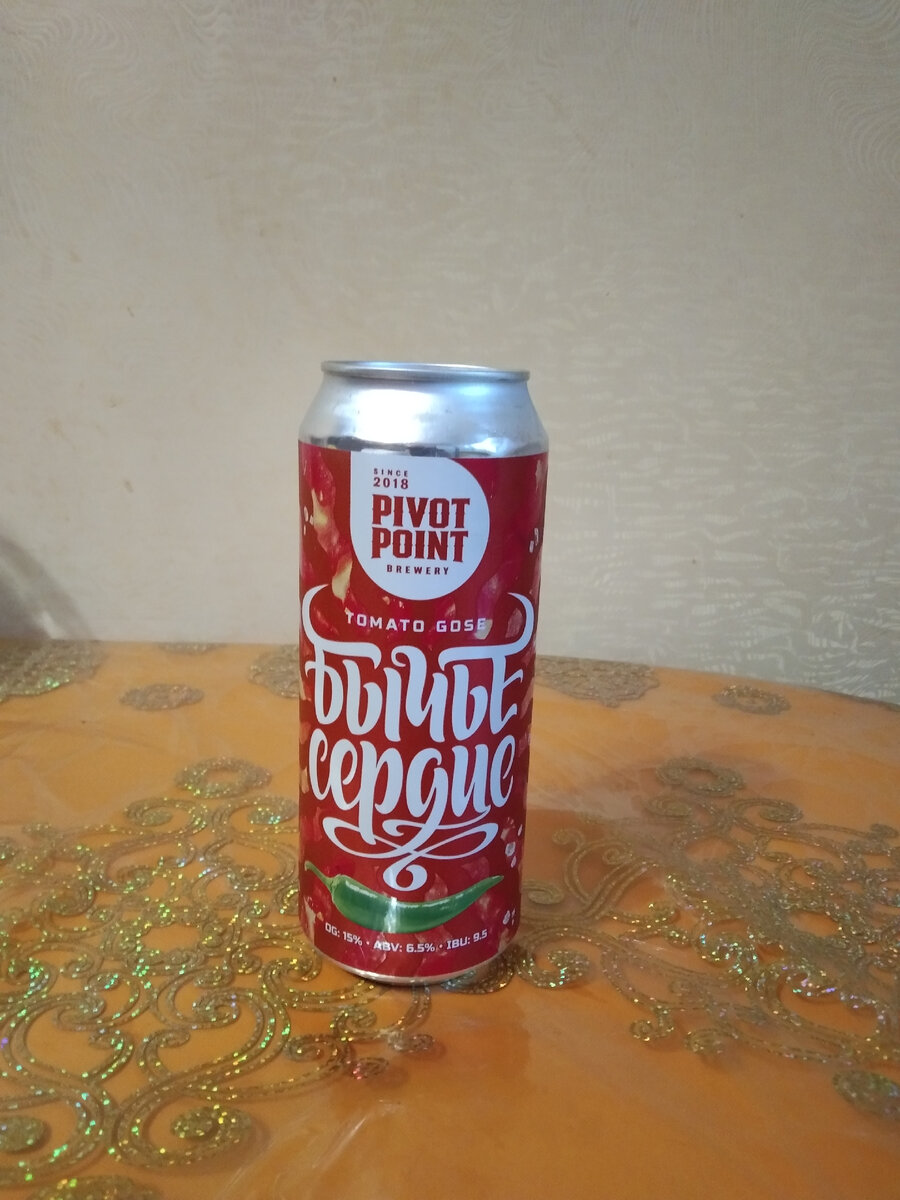 SINCE
2018
PIVOT
POINT
BREWERY
TOMATO GOSE
БЫЧЬЕ
сердце
OG: 15% • ABV: 6.5% • IBU: 9.5